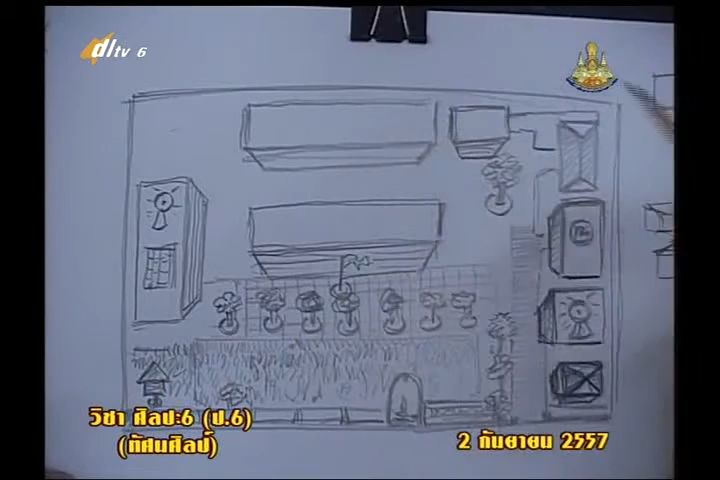 dltv 6
วิชา ศิลปะ6 (ป.6)
(ทัศนศิลป์)
2 กันยายน 2557